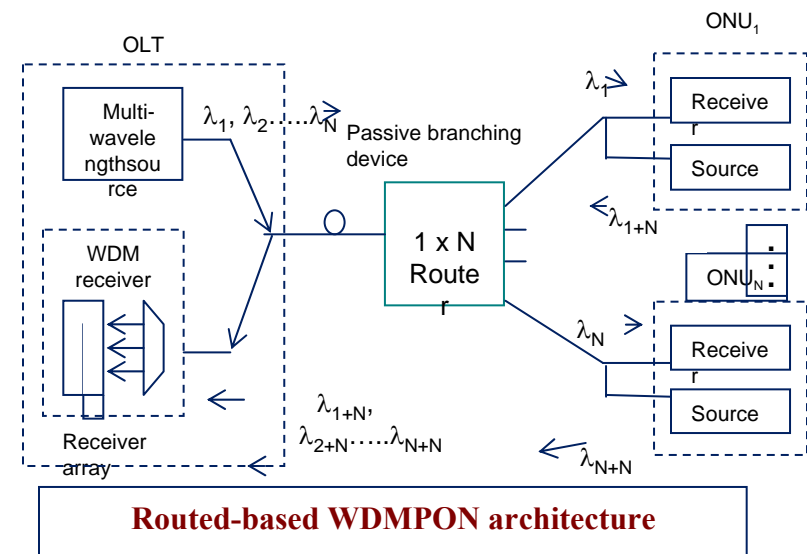 OLT
ONU₁
Multi-
wavele
ngthsou
rce
λ₁, λ₂…..λN
Passive branching
device
λ₁
Receive
r
Source
λ₁₊N
1 x N
Route
r
WDM
receiver
ONUN
λN
Receive
r
Source
λ₁₊N,
λ₂₊N…..λN₊N
λN₊N
Receiver
array
Routed-based WDMPON architecture